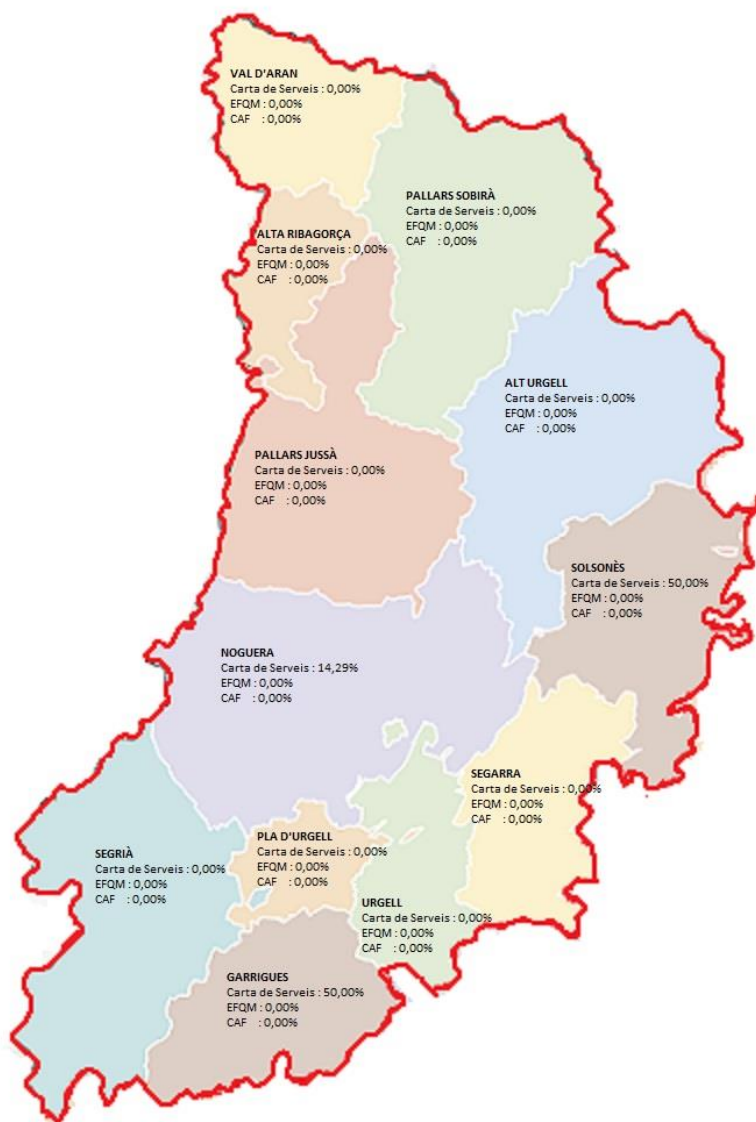 VAL D'ARAN
Carta de Serveis : 0,00%
EFQM : 0,00%
CAF : 0,00%
PALLARS SOBIRÀ
Carta de Serveis : 0,00%
EFQM : 0,00%
CAF : 0,00%
ALTA RIBAGORÇA
Carta de Serveis : 0,00%
EFQM : 0,00%
CAF : 0,00%
ALT URGELL
Carta de Serveis : 0,00%
EFQM : 0,00%
CAF : 0,00%
PALLARS JUSSÀ
Carta de Serveis : 0,00%
EFQM : 0,00%
CAF : 0,00%
SOLSONÈS
Carta de Serveis : 50,00%
EFQM : 0,00%
CAF : 0,00%
NOGUERA
Carta de Serveis : 14,29%
EFQM : 0,00%
CAF : 0,00%
SEGARRA
Carta de Serveis : 0,00%
EFQM : 0,00%
CAF : 0,00%
PLA D'URGELL
Carta de Serveis : 0,00%
EFQM : 0,00%
CAF : 0,00%
SEGRIÀ
Carta de Serveis : 0,00%
EFQM : 0,00%
CAF : 0,00%
URGELL
Carta de Serveis : 0,00%
EFQM : 0,00%
CAF : 0,00%
GARRIGUES
Carta de Serveis : 50,00%
EFQM : 0,00%
CAF : 0,00%